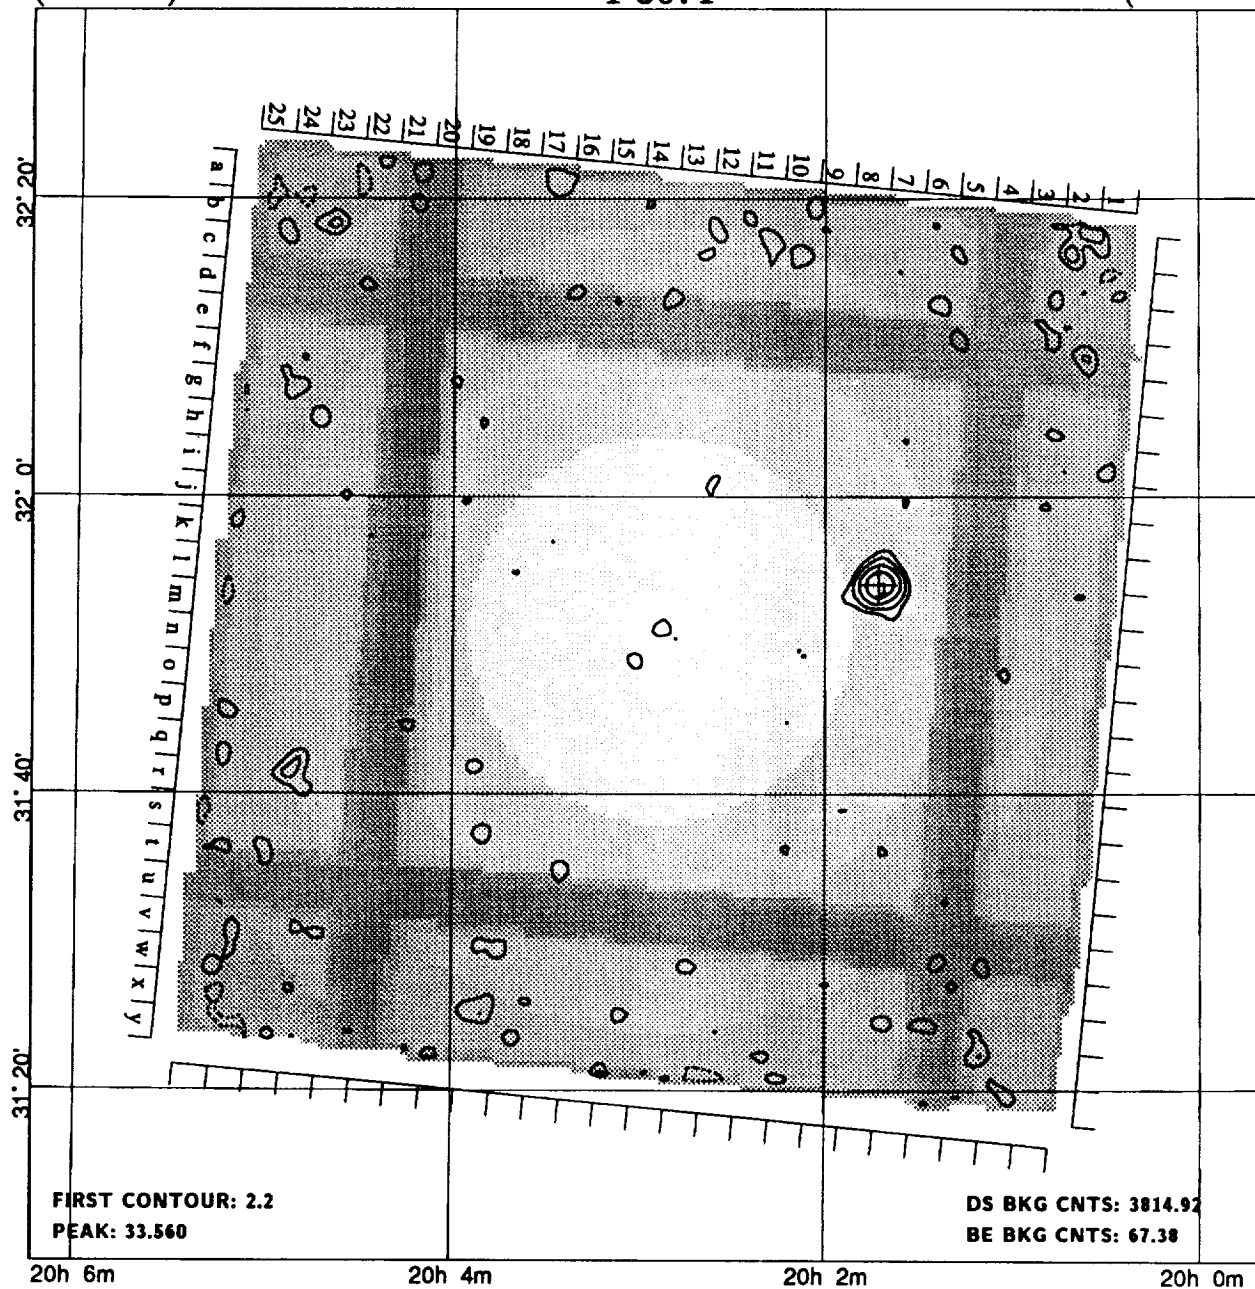 25 24 23 22 21 20 19 18 17 16 15 14 13 12 11 10 9 8 7 6 5 4 3 2 1
a b c d e f g h i j k l m n o p q r s t u v w x y
32° 20'
32° 0'
31° 40'
31° 20'
FIRST CONTOUR: 2.2
PEAK: 33.560
DS BKG CNTS: 3814.92
BE BKG CNTS: 67.38
20h 6m 20h 4m 20h 2m 20h 0m